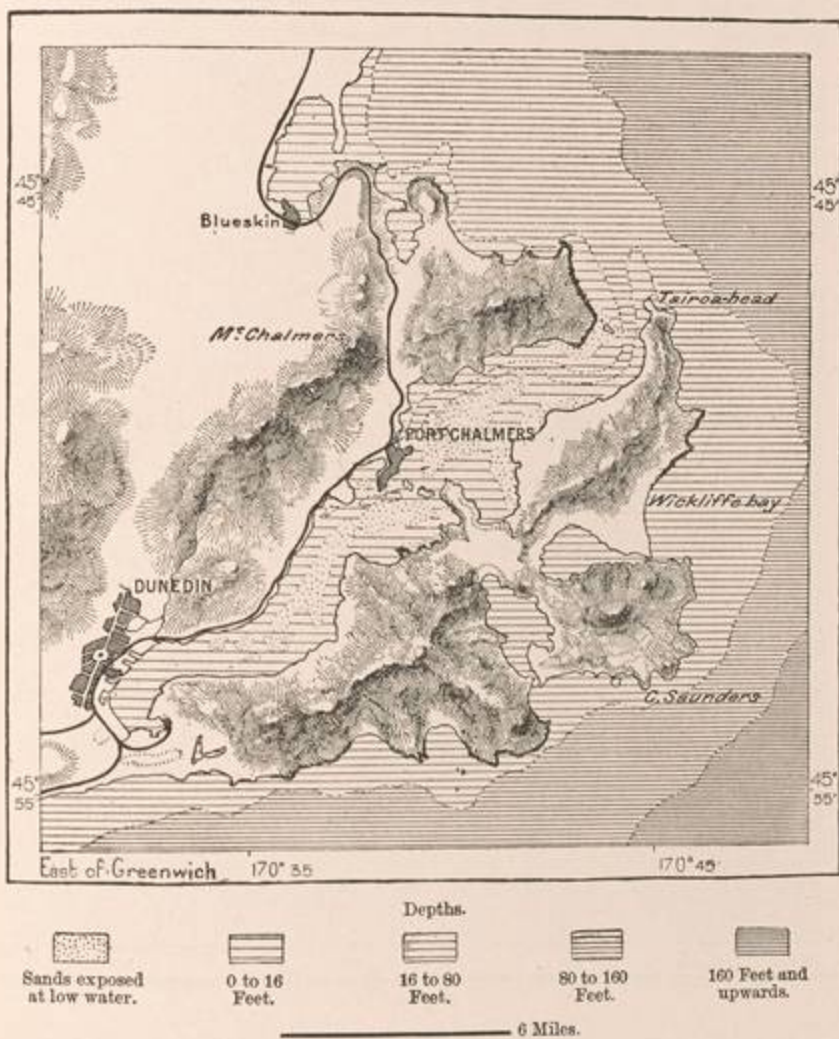 45°
45'
45°
45'
Blueskin
Tairoa-head
Mt Chalmers
PORT CHALMERS
Wickliffe bay
DUNEDIN
C. Saunders
45°
55'
45°
55'
East of Greenwich
170° 35
170° 45'
Depths.
Sands exposed
at low water.
0 to 16
Feet.
16 to 80
Feet.
80 to 160
Feet.
160 Feet and
upwards.
6 Miles.